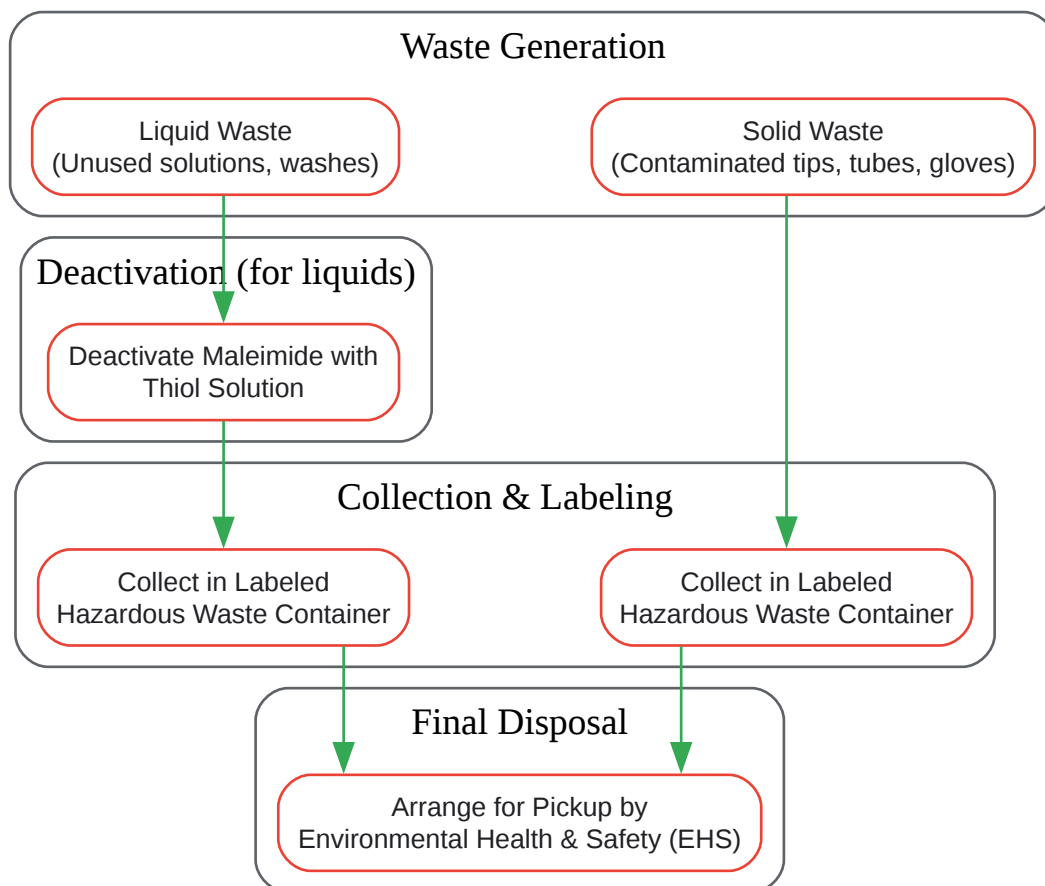 Waste Generation
Liquid Waste
(Unused solutions, washes)
Solid Waste
(Contaminated tips, tubes, gloves)
Deactivation (for liquids)
Deactivate Maleimide with
Thiol Solution
Collection & Labeling
Collect in Labeled
Hazardous Waste Container
Collect in Labeled
Hazardous Waste Container
Final Disposal
Arrange for Pickup by
Environmental Health & Safety (EHS)